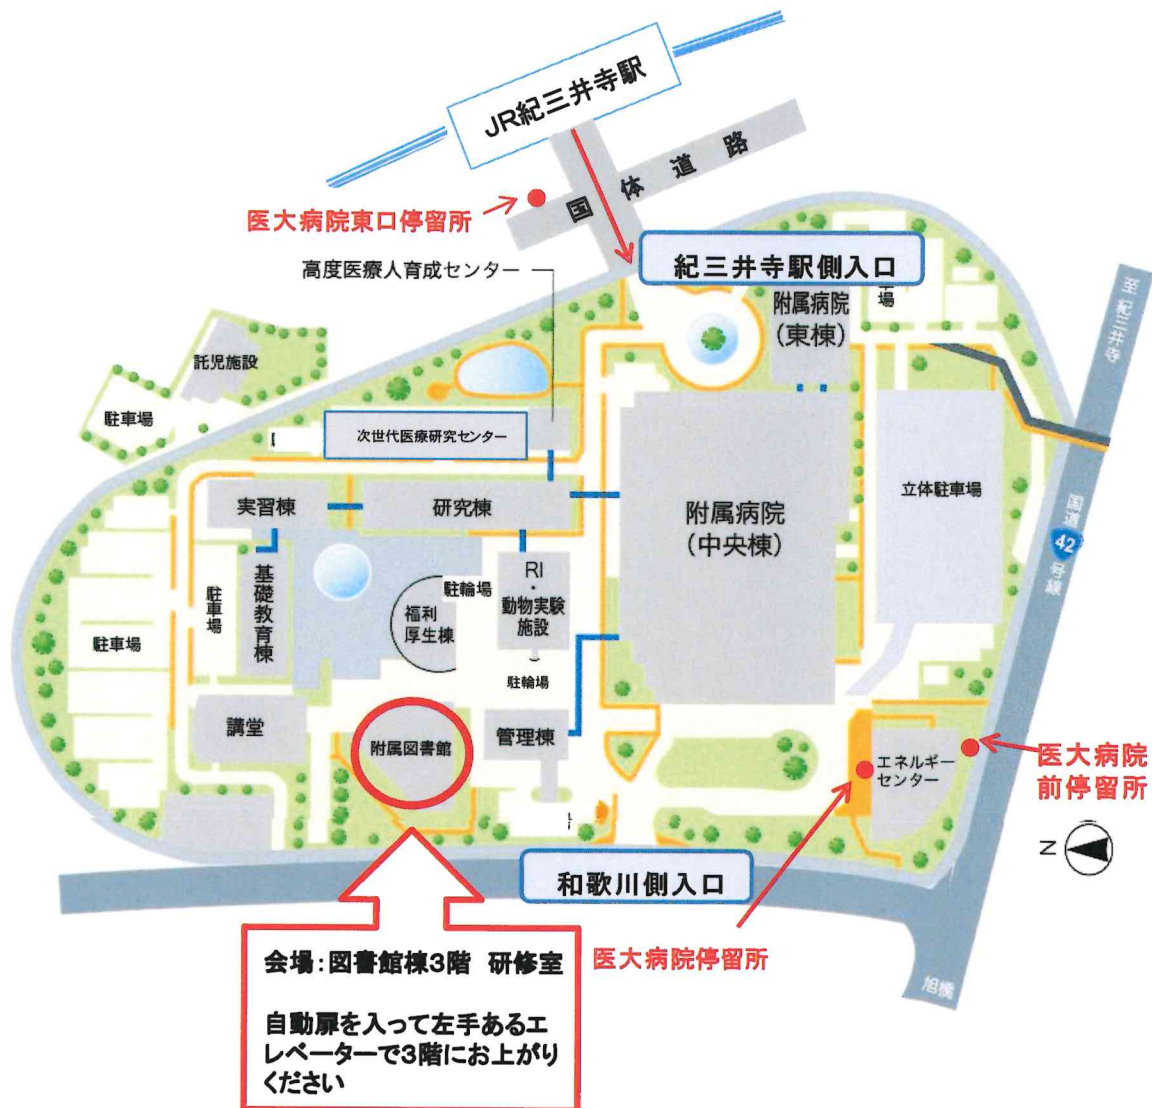 JR紀三井寺駅
国体道路
医大病院東口停留所
紀三井寺駅側入口
高度医療人育成センター
附属病院
(東棟)
車場
至 紀三井寺
託児施設
駐車場
次世代医療研究センター
実習棟
研究棟
附属病院
(中央棟)
立体駐車場
国道
42
号線
基礎教育棟
駐車場
駐車場
福利
厚生棟
駐輪場
RI
・
動物実験
施設
駐輪場
講堂
附属図書館
管理棟
エネルギー
センター
医大病院
前停留所
N
和歌川側入口
医大病院停留所
旭橋
会場:図書館棟3階 研修室
自動扉を入って左手あるエ
レベーターで3階にお上がり
ください